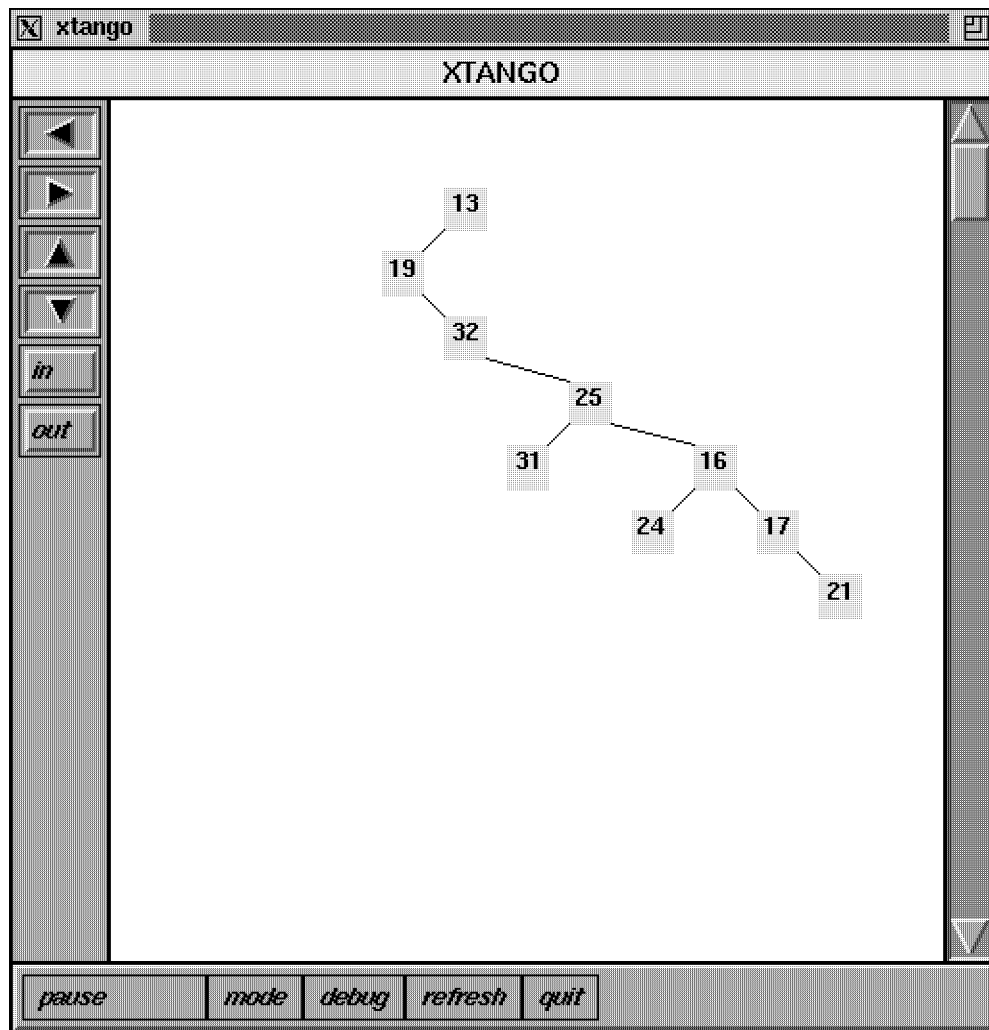 xtango
XTANGO
13
19
32
in
25
out
31 16
24 17
21
pause mode debug refresh quit